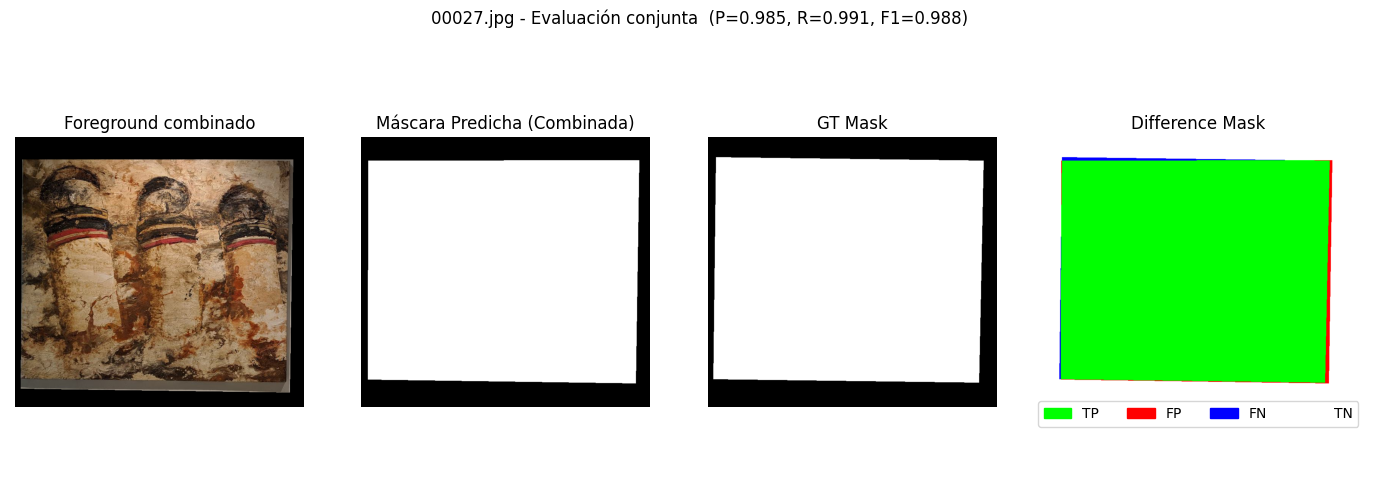 00027.jpg - Evaluación conjunta  (P=0.985, R=0.991, F1=0.988)
Foreground combinado
Máscara Predicha (Combinada)
GT Mask
Difference Mask
TP
FP
FN
TN